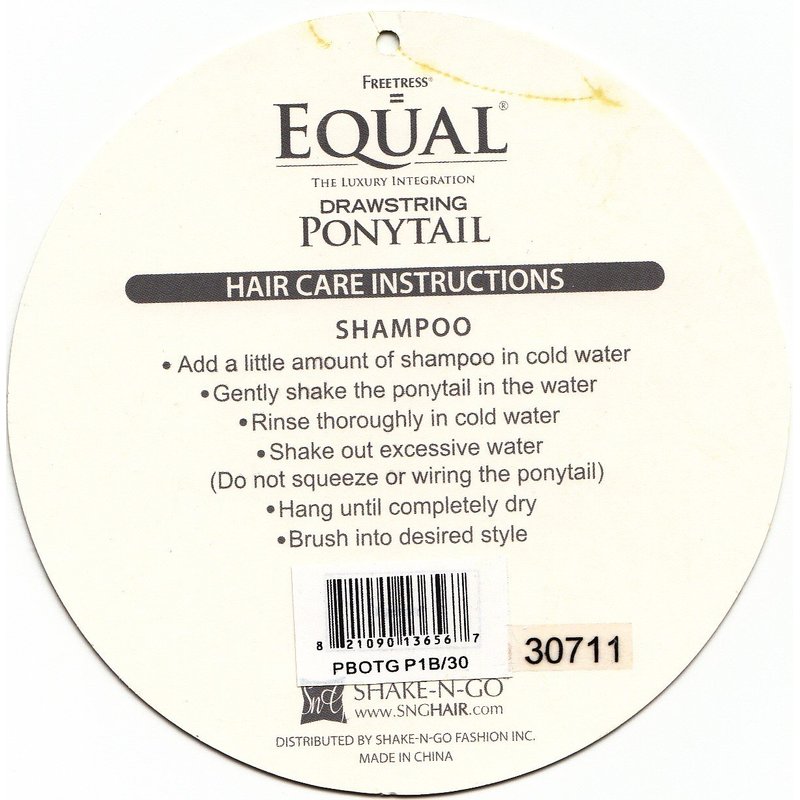 FREETRESS®
=
EQUAL®
THE LUXURY INTEGRATION
DRAWSTRING
PONYTAIL
HAIR CARE INSTRUCTIONS
SHAMPOO
• Add a little amount of shampoo in cold water
• Gently shake the ponytail in the water
• Rinse thoroughly in cold water
• Shake out excessive water
(Do not squeeze or wiring the ponytail)
• Hang until completely dry
• Brush into desired style
8 21090 13656 7
PBOTG P1B/30
30711
SnG SHAKE-N-GO
WWW.SNGHAIR.COM
DISTRIBUTED BY SHAKE-N-GO FASHION INC.
MADE IN CHINA